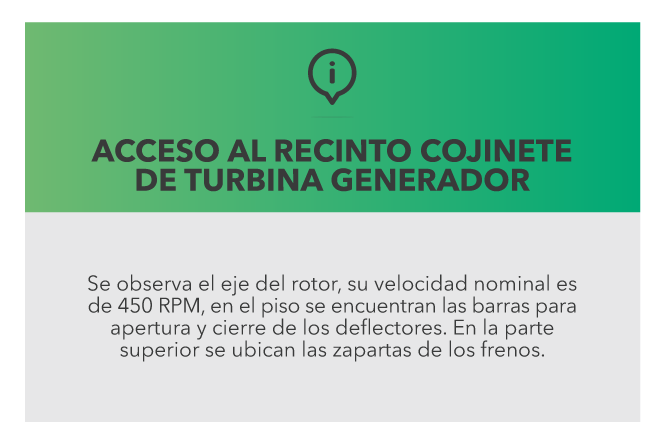 ACCESO AL RECINTO COJINETE
DE TURBINA GENERADOR
Se observa el eje del rotor, su velocidad nominal es
de 450 RPM, en el piso se encuentran las barras para
apertura y cierre de los deflectores. En la parte
superior se ubican las zapartas de los frenos.